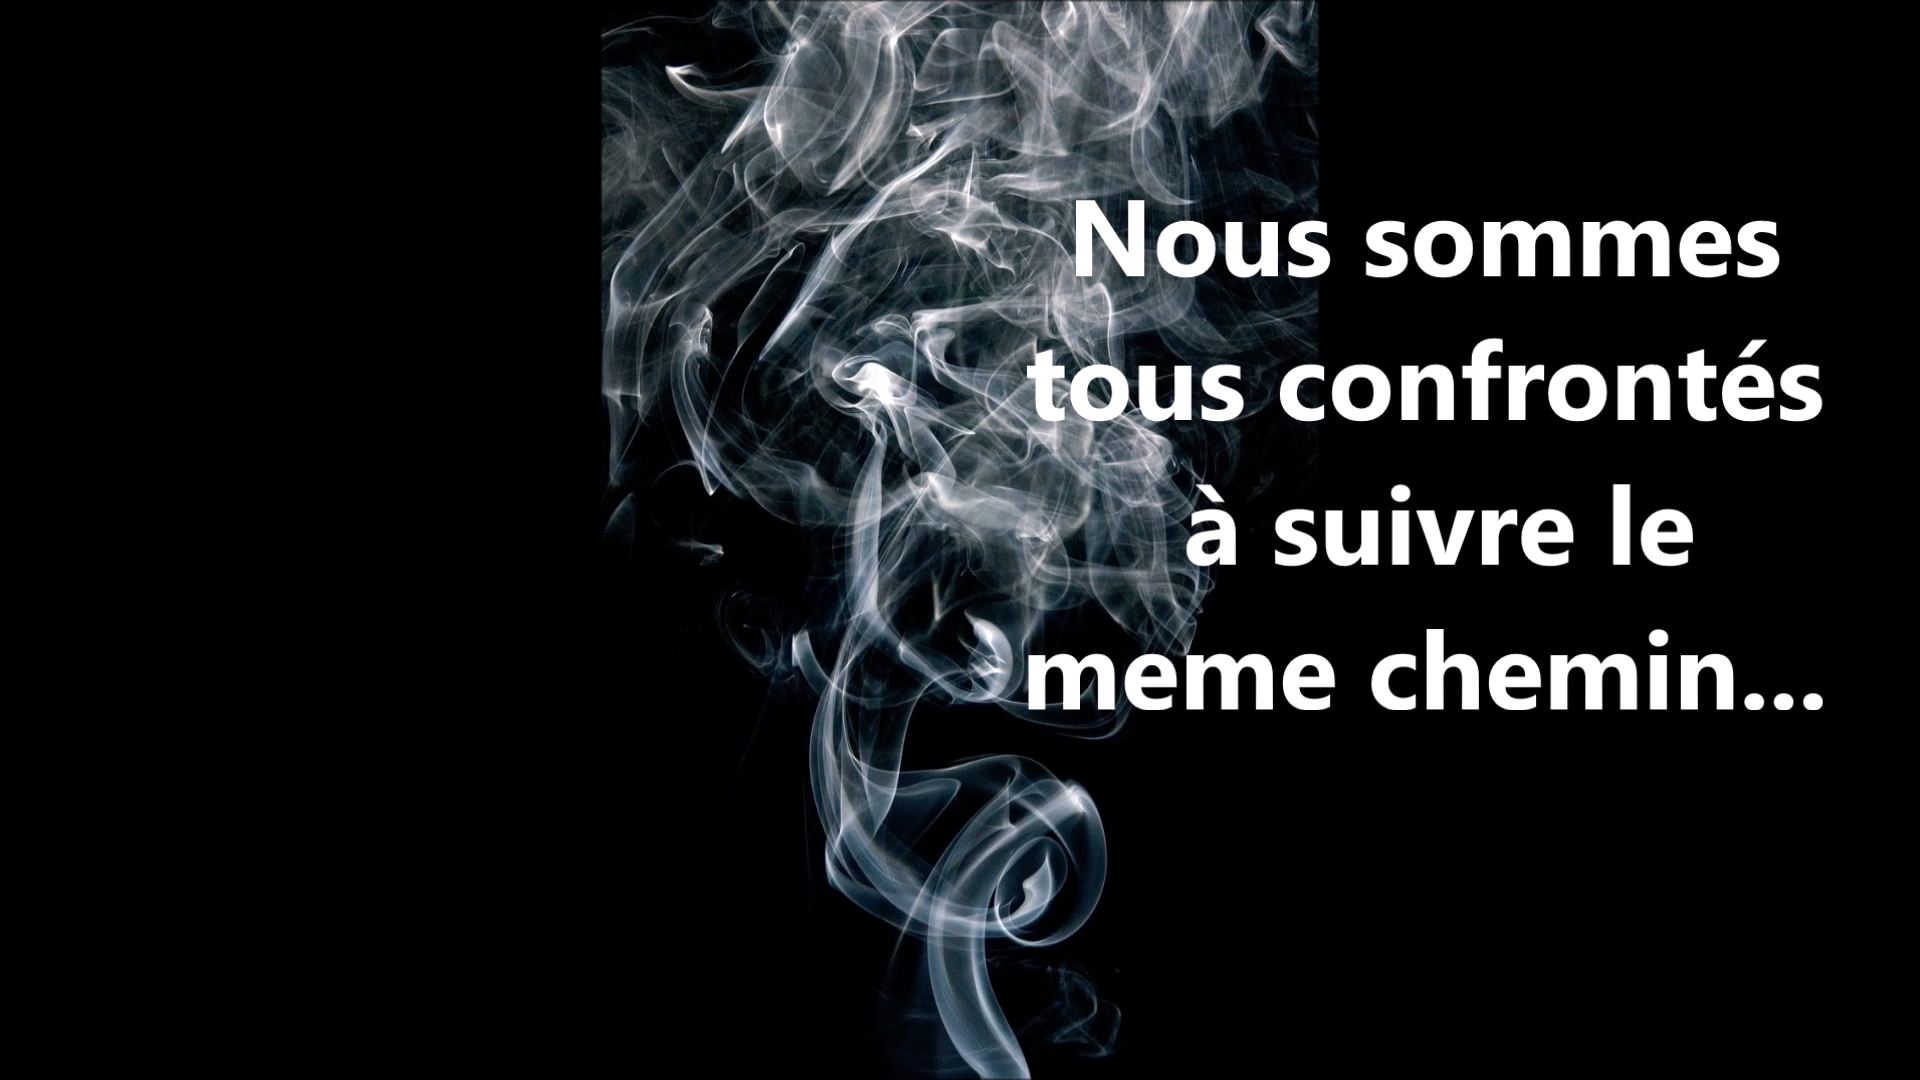 Nous sommes
tous confrontés
à suivre le
meme chemin...